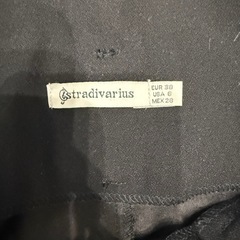 stradivarius
EUR 38
USA 6
MEX 28